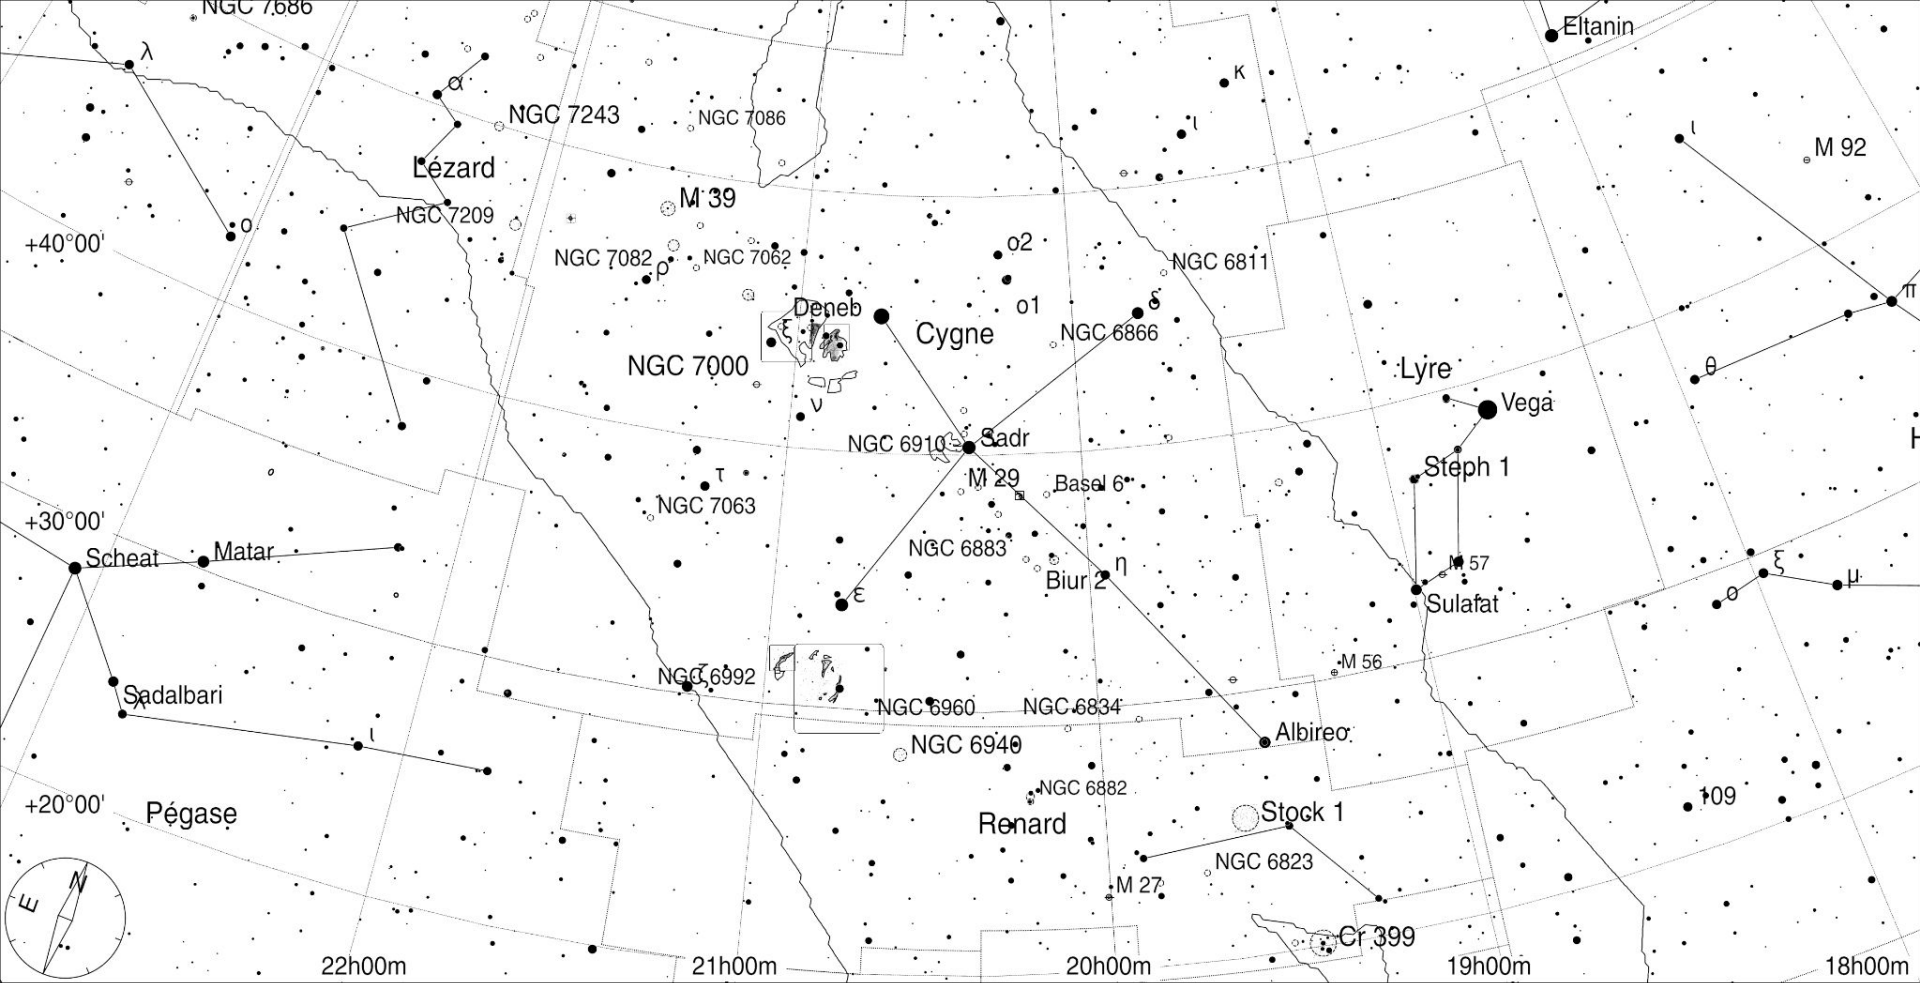 NGC 7686
Eltanin
λ
α
κ
NGC 7243
NGC 7086
ι
ι
M 92
Lézard
M 39
NGC 7209
ο
+40°00'
ο2
NGC 7082
ρ
NGC 7062
NGC 6811
π
Deneb
ο1
δ
ξ
Cygne
NGC 6866
NGC 7000
Lyre
θ
ν
Vega
NGC 6910
Sadr
H
τ
M 29
Basel 6
Steph 1
NGC 7063
+30°00'
Scheat
Matar
NGC 6883
η
M 57
ξ
Biur 2
μ
ε
Sulafat
ο
M 56
NGC 6992
ζ
Sadalbari
λ
NGC 6960
NGC 6834
ι
NGC 6940
Albireo
NGC 6882
109
+20°00'
Pégase
Renard
Stock 1
NGC 6823
N
M 27
E
Cr 399
22h00m
21h00m
20h00m
19h00m
18h00m